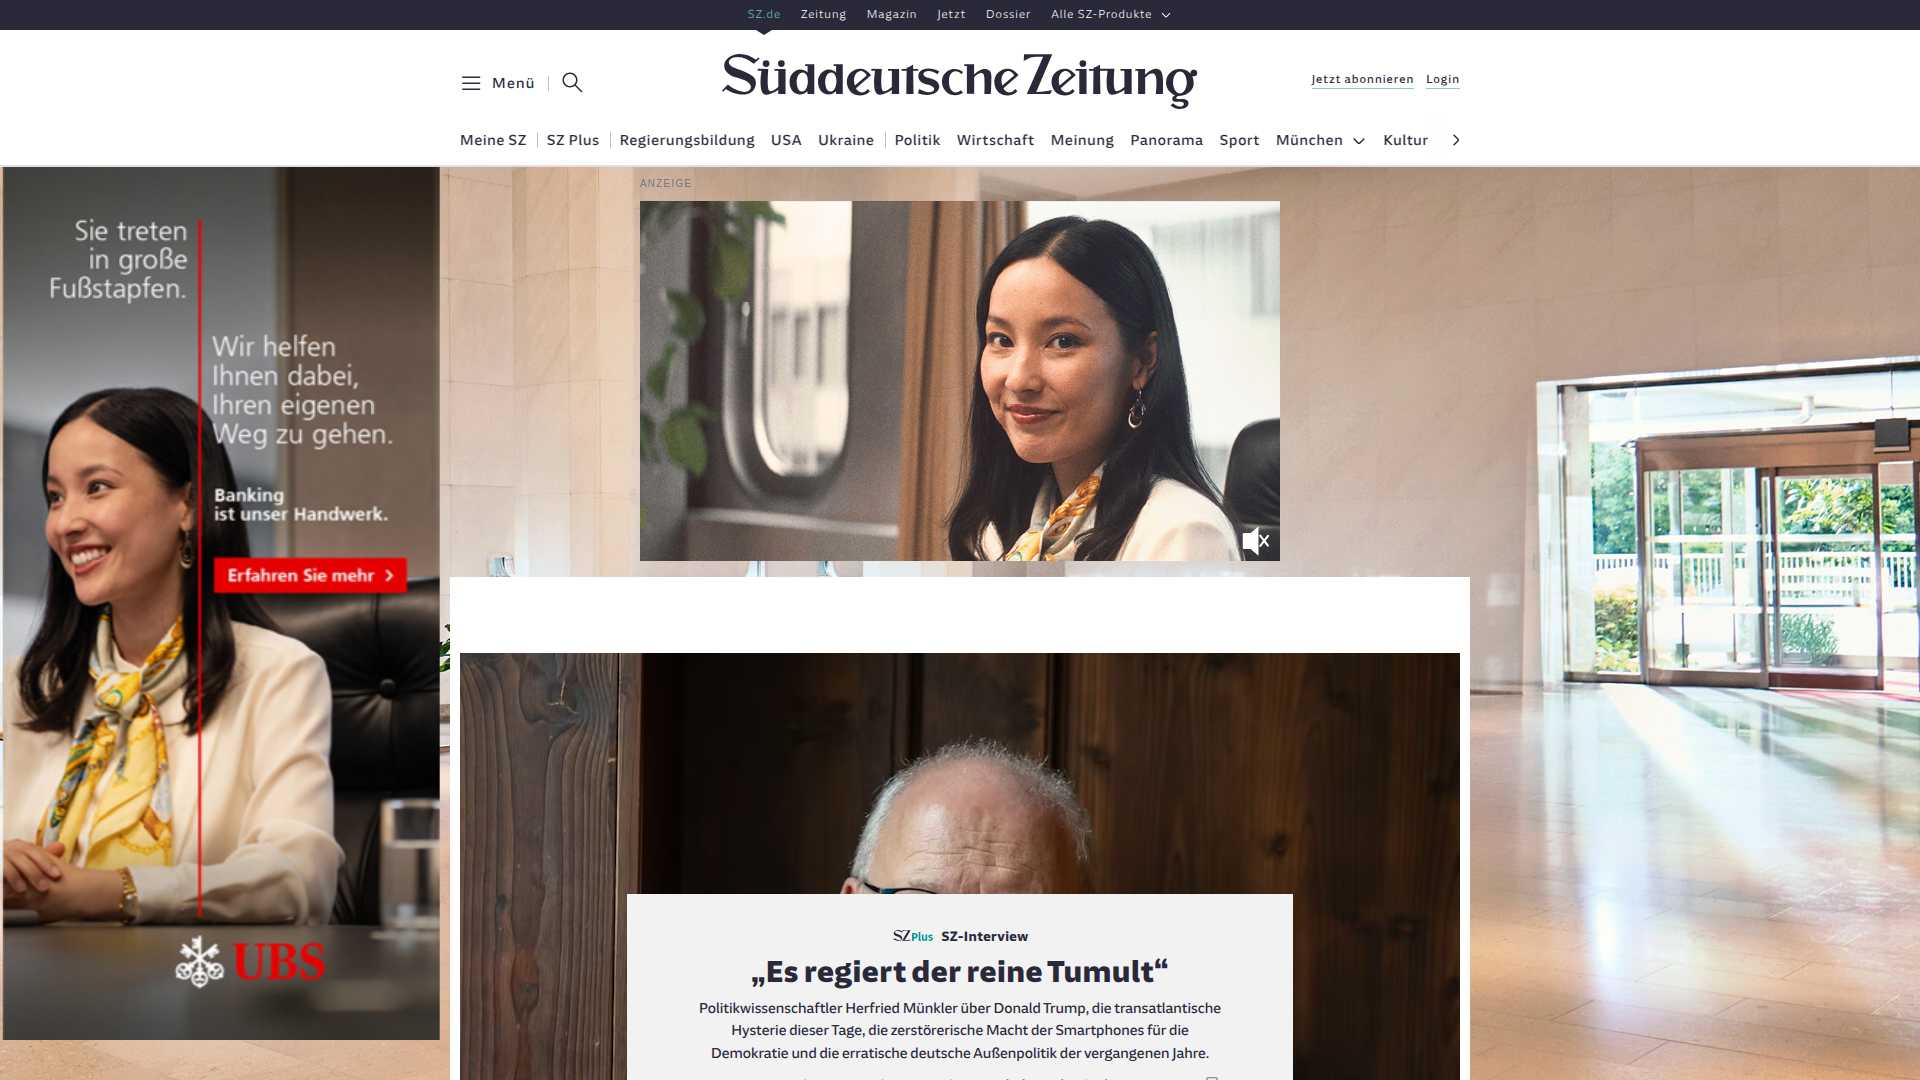 SZ.de Zeitung Magazin Jetzt Dossier Alle SZ-Produkte
Menü
Süddeutsche Zeitung
Jetzt abonnieren Login
Meine SZ SZ Plus Regierungsbildung USA Ukraine Politik Wirtschaft Meinung Panorama Sport München Kultur
ANZEIGE
Sie treten
in große
Fußstapfen.
Wir helfen
Ihnen dabei,
Ihren eigenen
Weg zu gehen.
Banking
ist unser Handwerk.
Erfahren Sie mehr
UBS
SZ Plus SZ-Interview
„Es regiert der reine Tumult“
Politikwissenschaftler Herfried Münkler über Donald Trump, die transatlantische
Hysterie dieser Tage, die zerstörerische Macht der Smartphones für die
Demokratie und die erratische deutsche Außenpolitik der vergangenen Jahre.